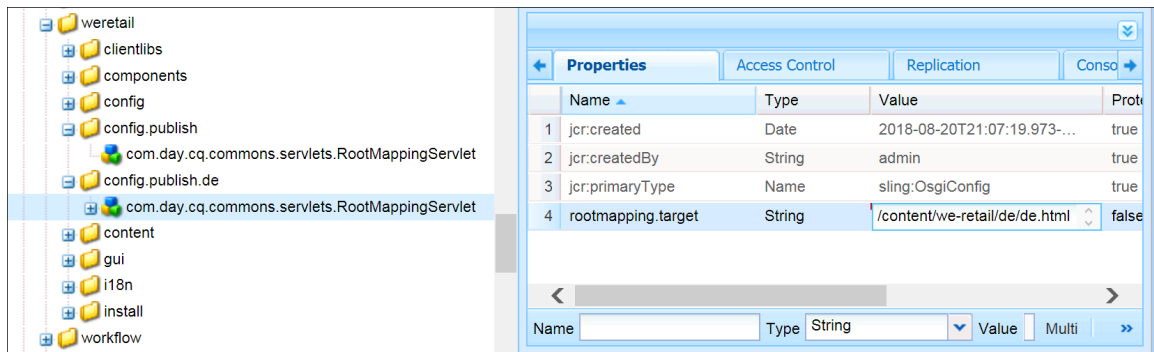 weretail
clientlibs
components
config
config.publish
com.day.cq.commons.servlets.RootMappingServlet
config.publish.de
com.day.cq.commons.servlets.RootMappingServlet
content
gui
i18n
install
workflow
Properties Access Control Replication Conso
Name Type Value Prote
1 jcr:created Date 2018-08-20T21:07:19.973-... true
2 jcr:createdBy String admin true
3 jcr:primaryType Name sling:OsgiConfig true
4 rootmapping.target String /content/we-retail/de/de.html false
Name Type String Value Multi